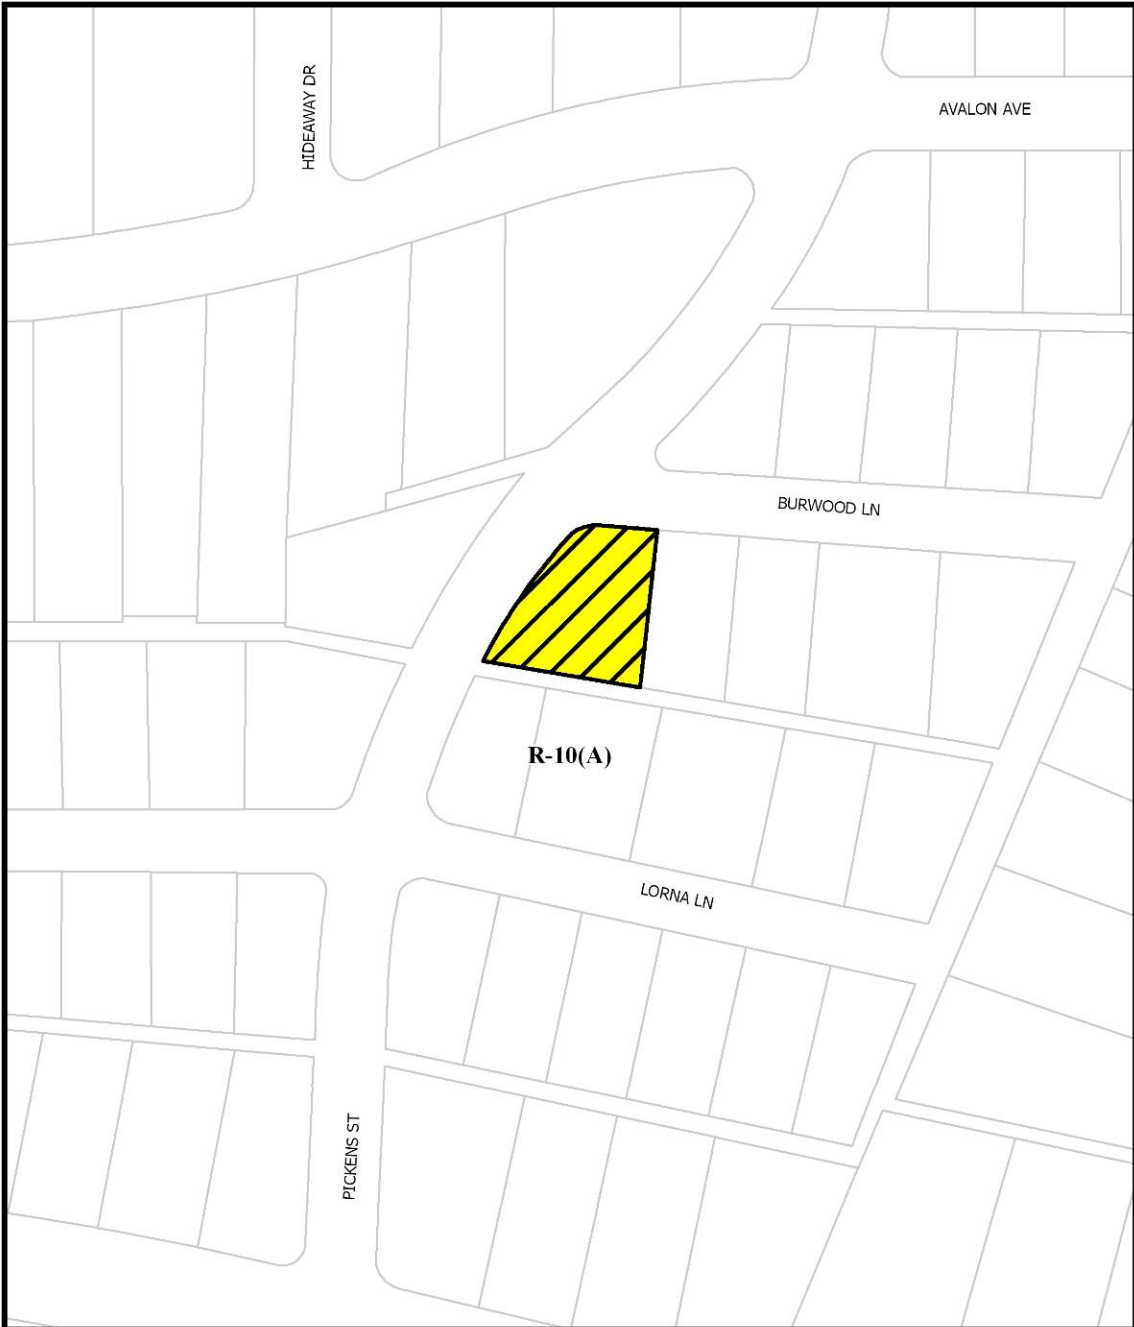 HIDEAWAY DR
AVALON AVE
BURWOOD LN
R-10(A)
LORNA LN
PICKENS ST